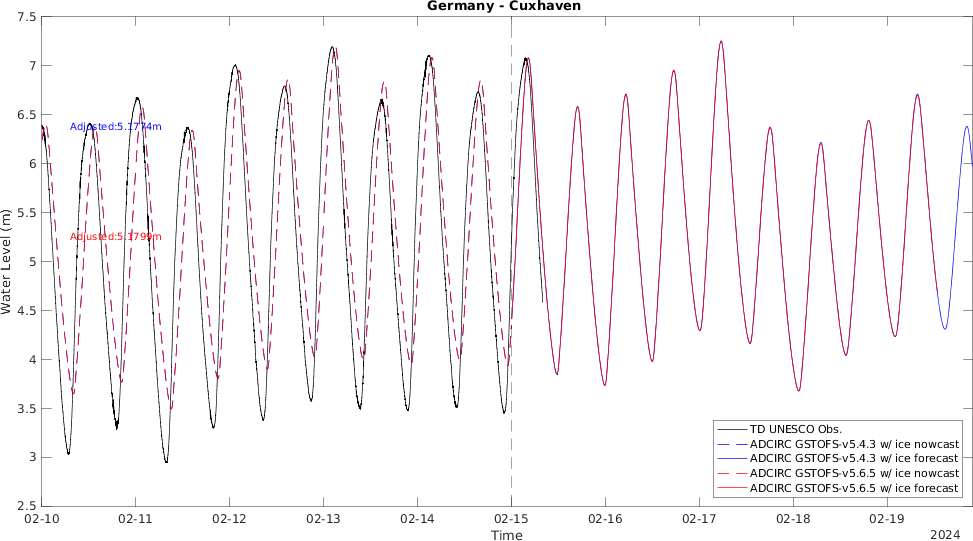 Germany - Cuxhaven
7.5
7
6.5
6
5.5
5
4.5
4
3.5
3
2.5
Water Level (m)
Adjusted:5.1774m
Adjusted:5.1799m
TD UNESCO Obs.
ADCIRC GSTOFS-v5.4.3 w/ ice nowcast
ADCIRC GSTOFS-v5.4.3 w/ ice forecast
ADCIRC GSTOFS-v5.6.5 w/ ice nowcast
ADCIRC GSTOFS-v5.6.5 w/ ice forecast
02-10 02-11 02-12 02-13 02-14 02-15 02-16 02-17 02-18 02-19
Time
2024